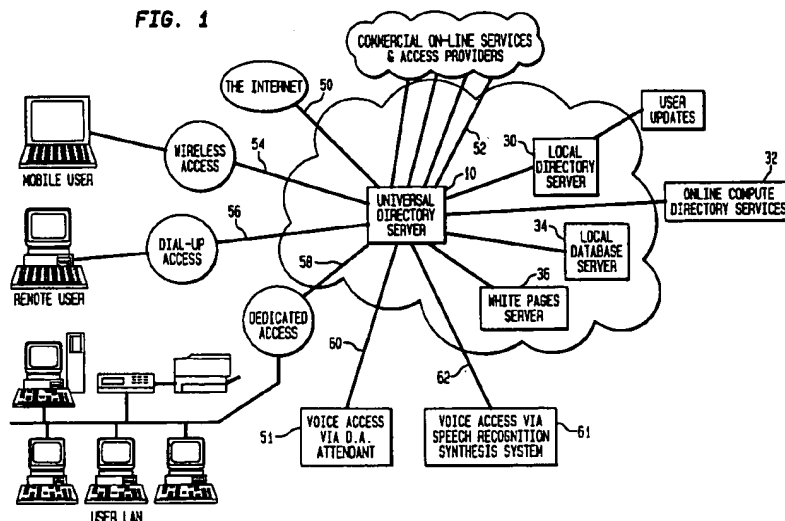 FIG. 1
COMMERCIAL ON-LINE SERVICES
& ACCESS PROVIDERS
THE INTERNET
50
52
USER
UPDATES
MOBILE USER
WIRELESS
ACCESS
54
10
30
LOCAL
DIRECTORY
SERVER
32
UNIVERSAL
DIRECTORY
SERVER
ONLINE COMPUTE
DIRECTORY SERVICES
REMOTE USER
DIAL-UP
ACCESS
56
34
LOCAL
DATABASE
SERVER
58
36
WHITE PAGES
SERVER
DEDICATED
ACCESS
60
62
51
VOICE ACCESS
VIA D.A.
ATTENDANT
VOICE ACCESS VIA
SPEECH RECOGNITION
SYNTHESIS SYSTEM
61
USER LAN